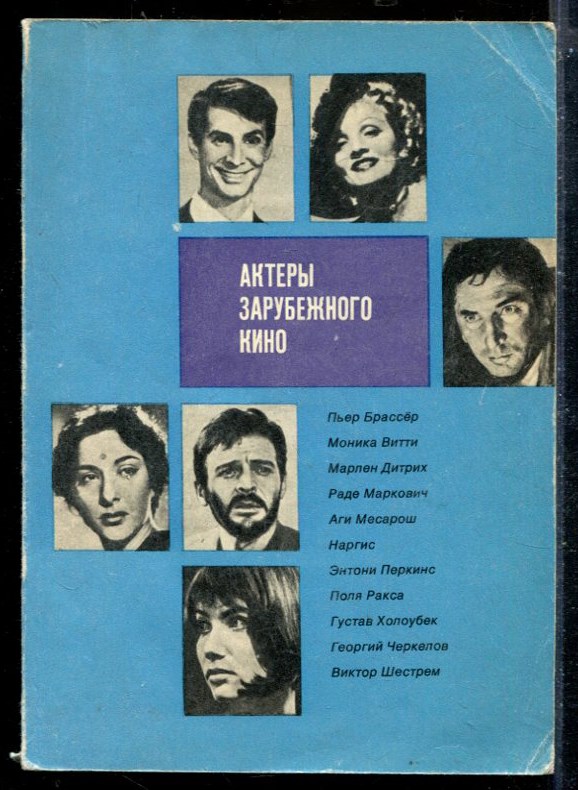 АКТЕРЫ
ЗАРУБЕЖНОГО
КИНО
Пьер Брассёр
Моника Витти
Марлен Дитрих
Раде Маркович
Аги Месарош
Наргис
Энтони Перкинс
Поля Ракса
Густав Холоубек
Георгий Черкелов
Виктор Шестрем